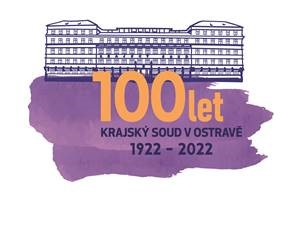 100let
KRAJSKÝ SOUD V OSTRAVĚ
1922 – 2022